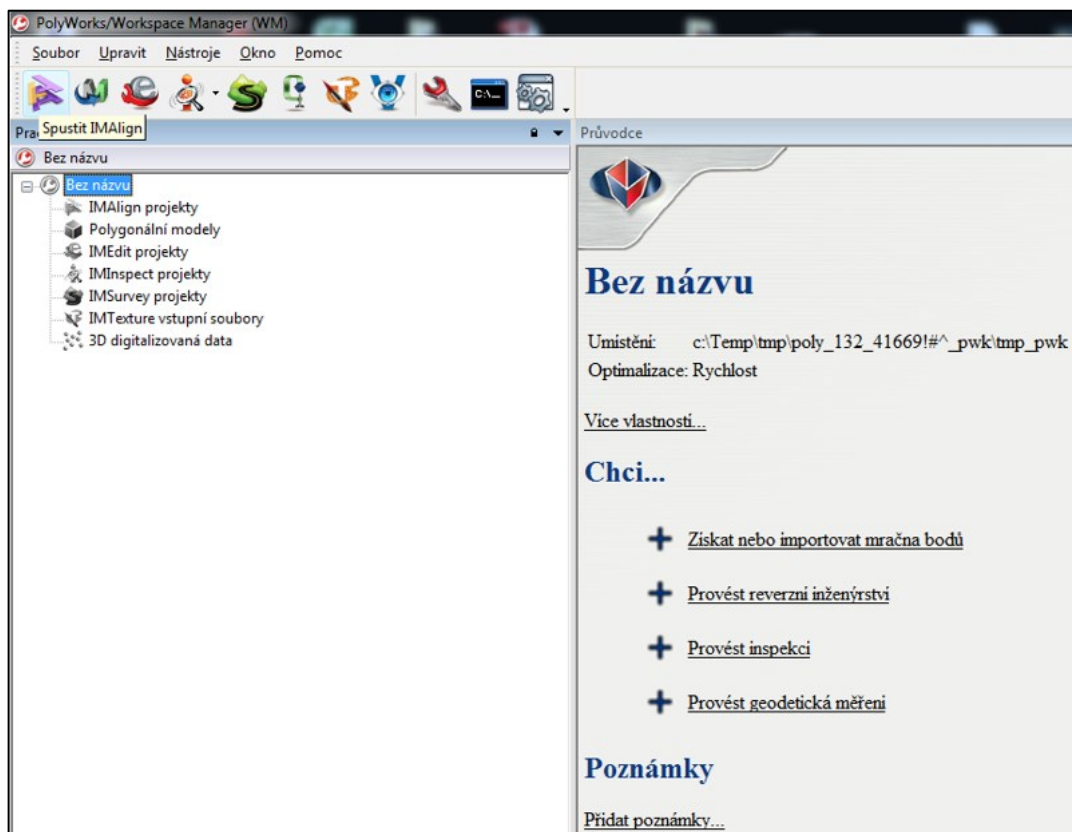 PolyWorks/Workspace Manager (WM)
Soubor Upravit Nástroje Okno Pomoc
C:\_
Spustit IMAlign
Pra
Průvodce
Bez názvu
Bez názvu
IMAlign projekty
Polygonální modely
IMEdit projekty
IMInspect projekty
IMSurvey projekty
IMTexture vstupní soubory
3D digitalizovaná data
Bez názvu
Umístění: c:\Temp\tmp\poly_132_41669!#^_pwk\tmp_pwk
Optimalizace: Rychlost
Více vlastností...
Chci...
Získat nebo importovat mračna bodů
Provést reverzní inženýrství
Provést inspekci
Provést geodetická měření
Poznámky
Přidat poznámky...